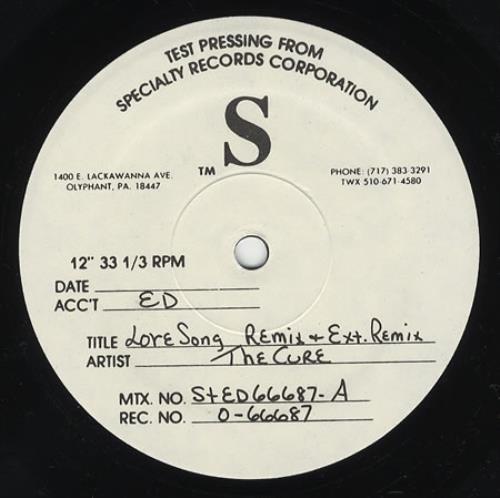 TEST PRESSING FROM
SPECIALTY RECORDS CORPORATION
S
TM
1400 E. LACKAWANNA AVE.
OLYPHANT, PA. 18447
PHONE: (717) 383-3291
TWX 510-671-4580
12" 33 1/3 RPM
DATE
ACC'T ED
TITLE LoveSong Remix + Ext. Remix
ARTIST The CURE
MTX. NO. StED66687-A
REC. NO. 0-66687